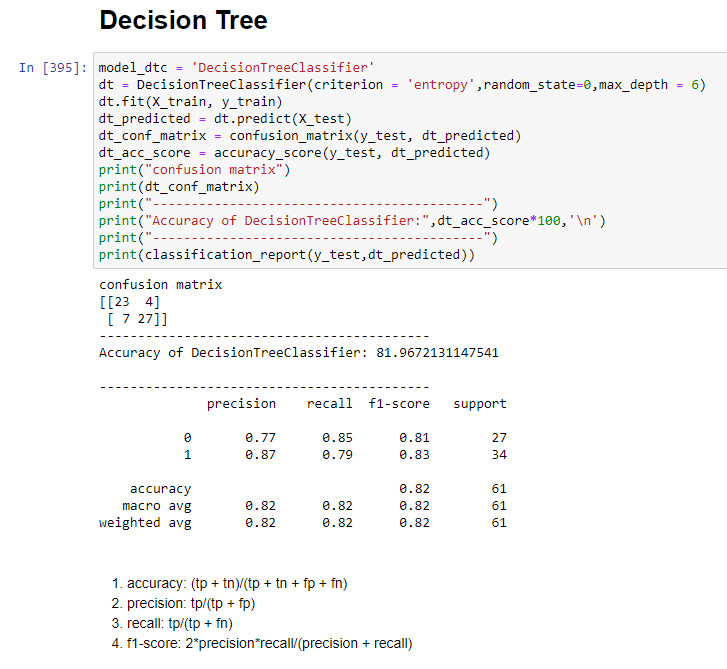 Decision Tree
In [395]: model_dtc = 'DecisionTreeClassifier'
dt = DecisionTreeClassifier(criterion = 'entropy',random_state=0,max_depth = 6)
dt.fit(X_train, y_train)
dt_predicted = dt.predict(X_test)
dt_conf_matrix = confusion_matrix(y_test, dt_predicted)
dt_acc_score = accuracy_score(y_test, dt_predicted)
print("confusion matrix")
print(dt_conf_matrix)
print("-------------------------------------------")
print("Accuracy of DecisionTreeClassifier:",dt_acc_score*100,'\n')
print("-------------------------------------------")
print(classification_report(y_test,dt_predicted))
confusion matrix
[[23  4]
 [ 7 27]]
-------------------------------------------
Accuracy of DecisionTreeClassifier: 81.9672131147541
-------------------------------------------
              precision    recall  f1-score   support
           0       0.77      0.85      0.81        27
           1       0.87      0.79      0.83        34
    accuracy                           0.82        61
   macro avg       0.82      0.82      0.82        61
weighted avg       0.82      0.82      0.82        61
1. accuracy: (tp + tn)/(tp + tn + fp + fn)
2. precision: tp/(tp + fp)
3. recall: tp/(tp + fn)
4. f1-score: 2*precision*recall/(precision + recall)